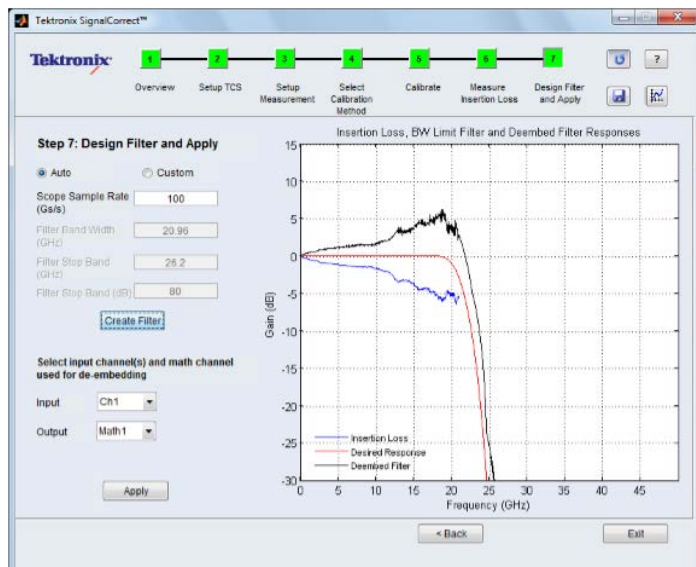 Tektronix SignalCorrect™
Tektronix
1 2 3 4 5 6 7
Overview
Setup TCS
Setup Measurement
Select Calibration Method
Calibrate
Measure Insertion Loss
Design Filter and Apply
?
Step 7: Design Filter and Apply
Auto Custom
Scope Sample Rate (Gs/s) 100
Filter Band Width (GHz) 20.96
Filter Stop Band (GHz) 26.2
Filter Stop Band (dB) 80
Create Filter
Select input channel(s) and math channel
used for de-embedding
Input Ch1
Output Math1
Apply
Insertion Loss, BW Limit Filter and Deembed Filter Responses
Gain (dB)
15
10
5
0
-5
-10
-15
-20
-25
-30
Insertion Loss
Desired Response
Deembed Filter
0 5 10 15 20 25 30 35 40 45
Frequency (GHz)
< Back
Exit